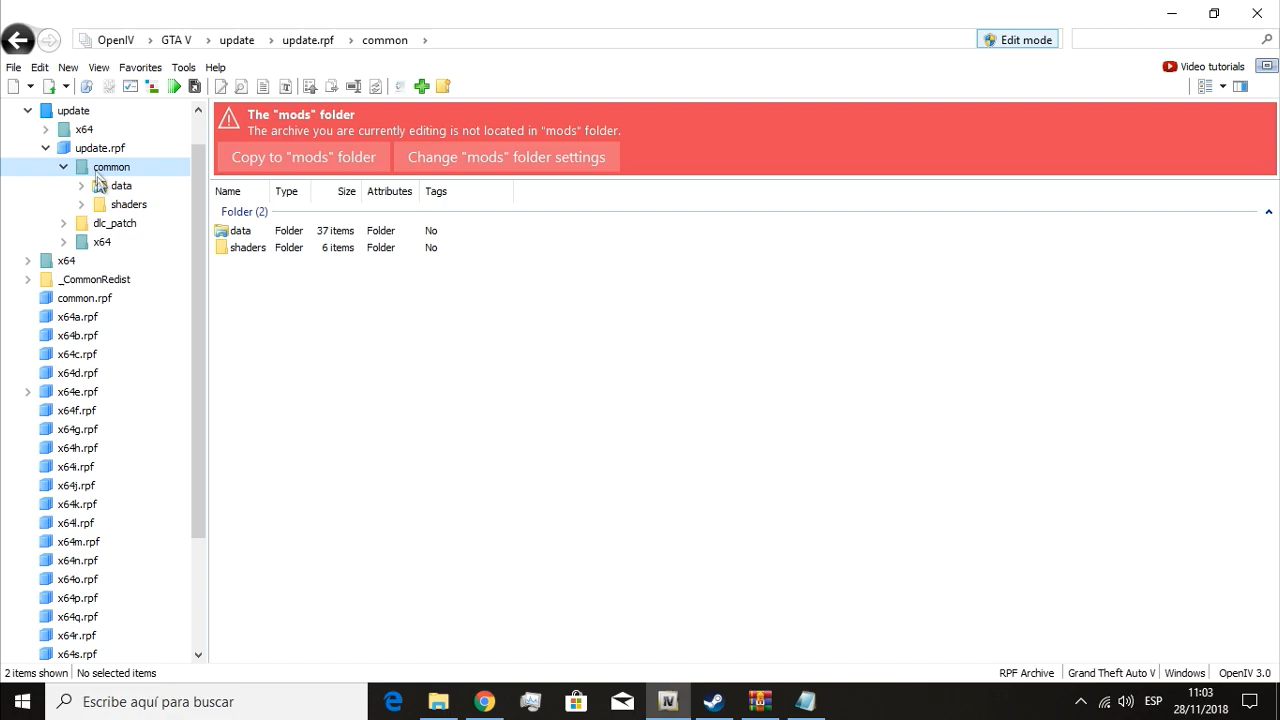 OpenIV GTA V update update.rpf common Edit mode
File Edit New View Favorites Tools Help Video tutorials
update
x64
update.rpf
common
data
shaders
dlc_patch
x64
x64
_CommonRedist
common.rpf
x64a.rpf
x64b.rpf
x64c.rpf
x64d.rpf
x64e.rpf
x64f.rpf
x64g.rpf
x64h.rpf
x64i.rpf
x64j.rpf
x64k.rpf
x64l.rpf
x64m.rpf
x64n.rpf
x64o.rpf
x64p.rpf
x64q.rpf
x64r.rpf
x64s.rpf
The "mods" folder
The archive you are currently editing is not located in "mods" folder.
Copy to "mods" folder Change "mods" folder settings
Name Type Size Attributes Tags
Folder (2)
data Folder 37 items Folder No
shaders Folder 6 items Folder No
2 items shown No selected items RPF Archive Grand Theft Auto V Windows OpenIV 3.0
Escribe aquí para buscar ESP 11:03
28/11/2018